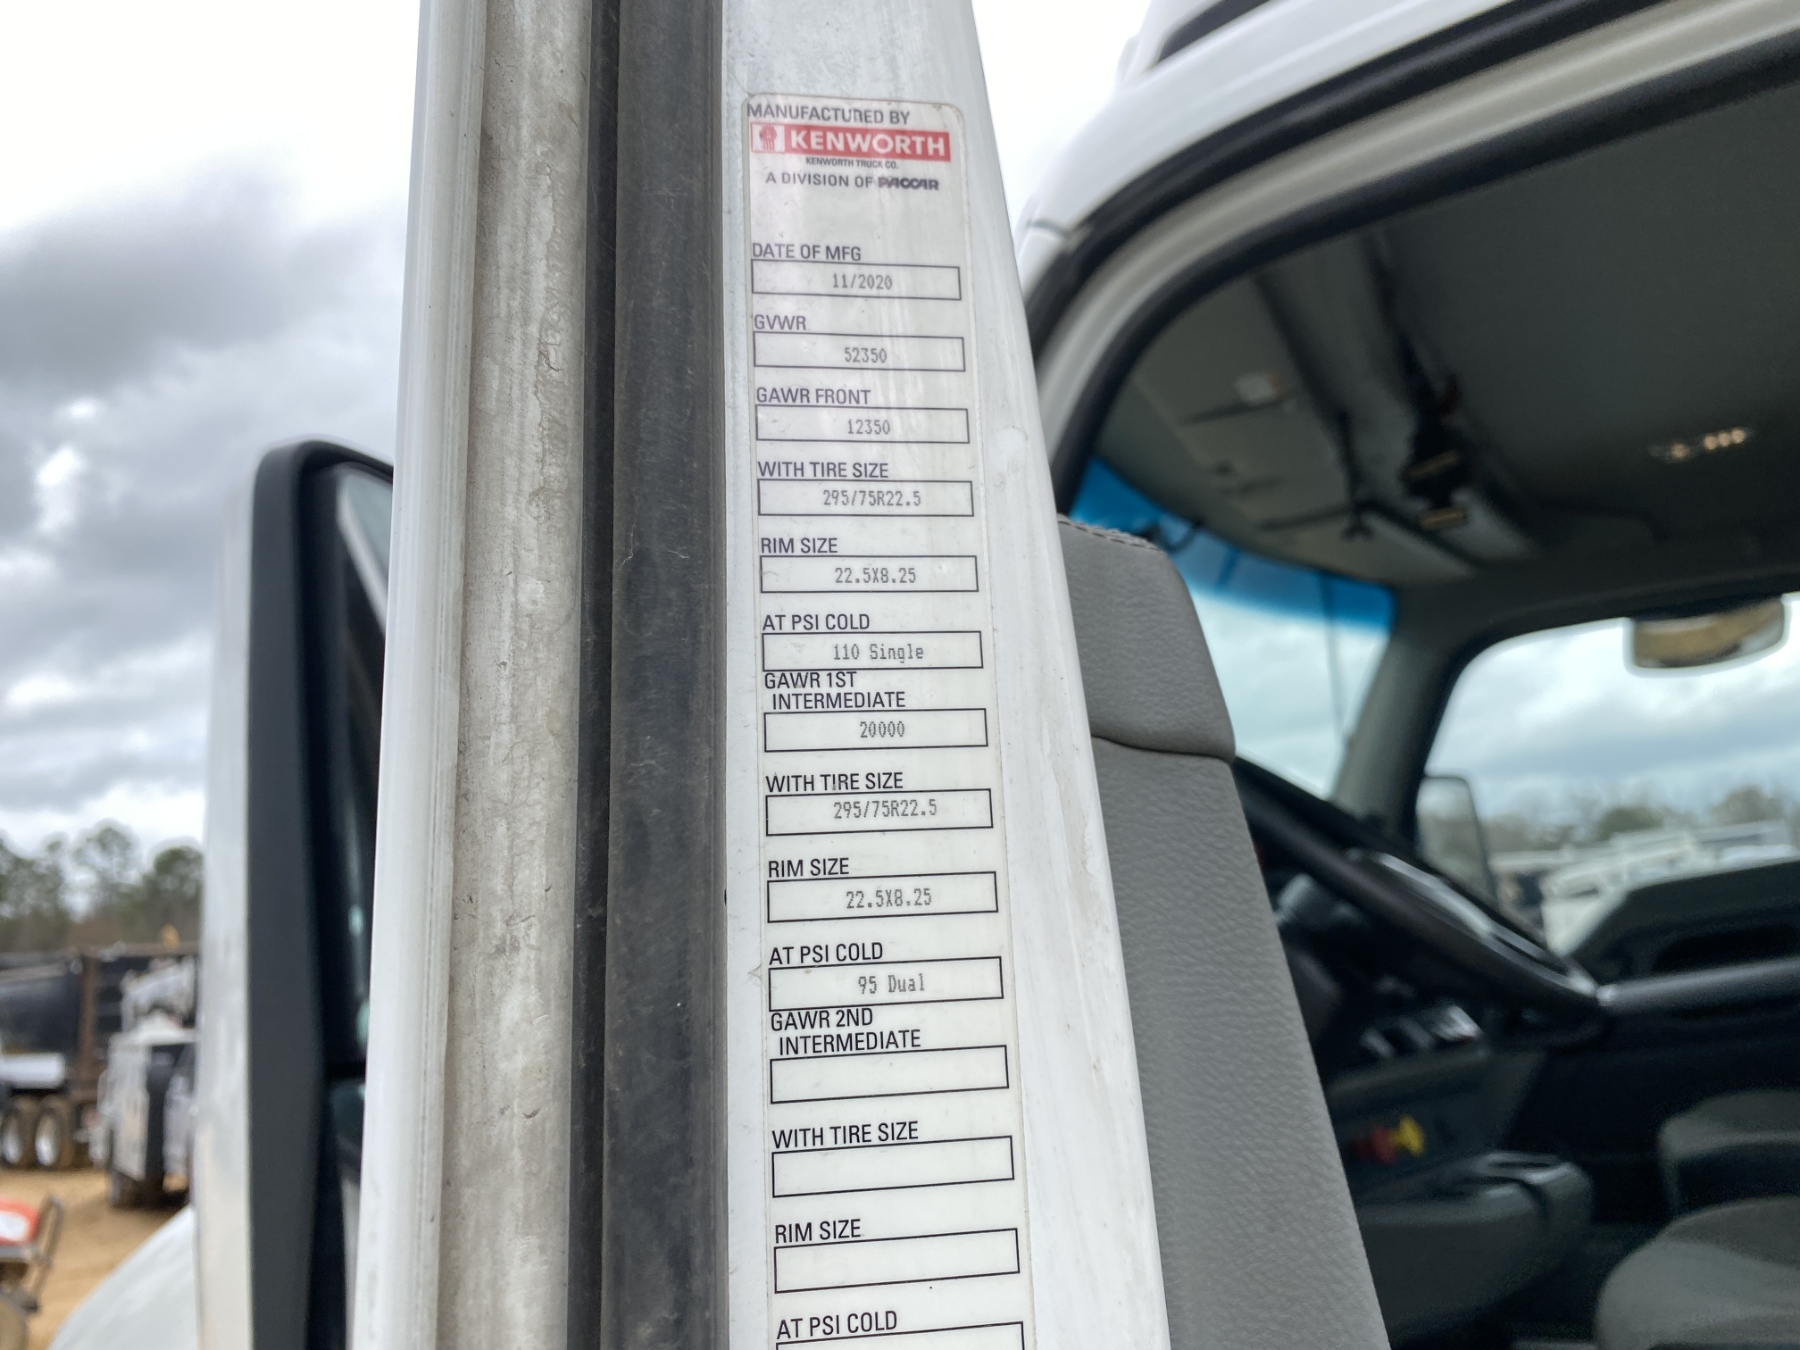 MANUFACTURED BY
KENWORTH
KENWORTH TRUCK CO.
A DIVISION OF PACCAR
DATE OF MFG
11/2020
GVWR
52350
GAWR FRONT
12350
WITH TIRE SIZE
295/75R22.5
RIM SIZE
22.5X8.25
AT PSI COLD
110 Single
GAWR 1ST
INTERMEDIATE
20000
WITH TIRE SIZE
295/75R22.5
RIM SIZE
22.5X8.25
AT PSI COLD
95 Dual
GAWR 2ND
INTERMEDIATE
WITH TIRE SIZE
RIM SIZE
AT PSI COLD